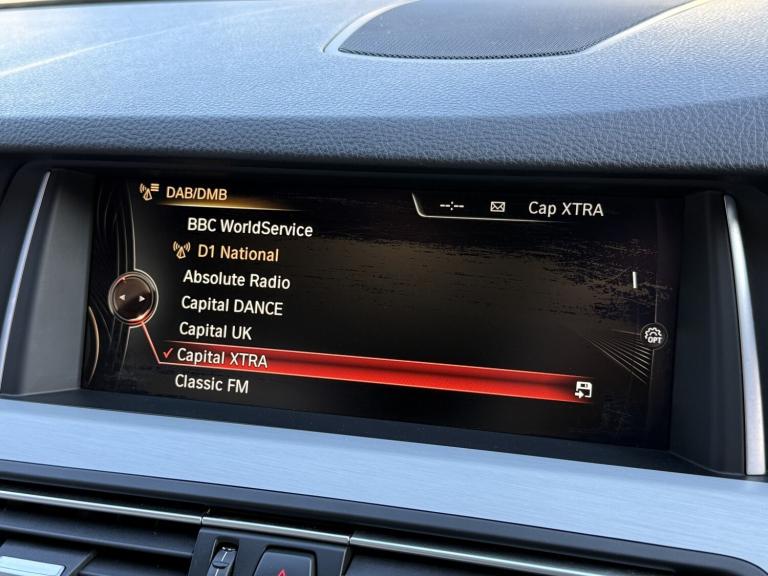 DAB/DMB
--:-- Cap XTRA
BBC WorldService
D1 National
Absolute Radio
Capital DANCE
Capital UK
Capital XTRA
Classic FM
OPT